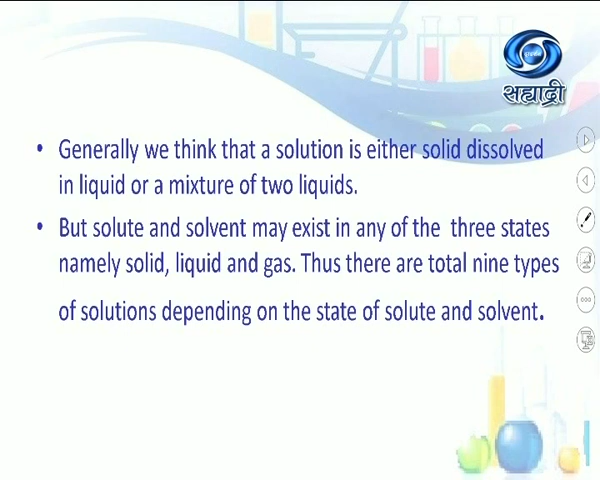 सह्याद्री
• Generally we think that a solution is either solid dissolved
in liquid or a mixture of two liquids.
• But solute and solvent may exist in any of the three states
namely solid, liquid and gas. Thus there are total nine types
of solutions depending on the state of solute and solvent.